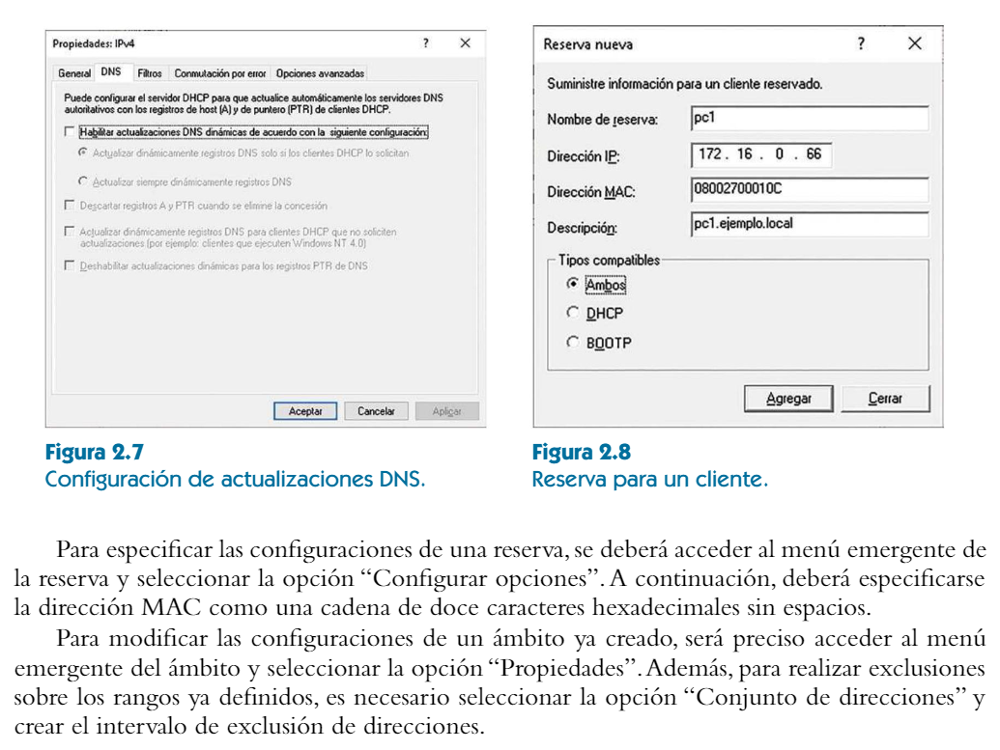 Propiedades: IPv4
? ×
General DNS Filtros Conmutación por error Opciones avanzadas
Puede configurar el servidor DHCP para que actualice automáticamente los servidores DNS
autoritativos con los registros de host (A) y de puntero (PTR) de clientes DHCP.
Habilitar actualizaciones DNS dinámicas de acuerdo con la siguiente configuración:
Actualizar dinámicamente registros DNS solo si los clientes DHCP lo solicitan
Actualizar siempre dinámicamente registros DNS
Descartar registros A y PTR cuando se elimine la concesión
Actualizar dinámicamente registros DNS para clientes DHCP que no soliciten
actualizaciones (por ejemplo: clientes que ejecuten Windows NT 4.0)
Deshabilitar actualizaciones dinámicas para los registros PTR de DNS
Aceptar Cancelar Aplicar
Figura 2.7
Configuración de actualizaciones DNS.
Reserva nueva
? ×
Suministre información para un cliente reservado.
Nombre de reserva: pc1
Dirección IP: 172 . 16 . 0 . 66
Dirección MAC: 08002700010C
Descripción: pc1.ejemplo.local
Tipos compatibles
Ambos
DHCP
BOOTP
Agregar Cerrar
Figura 2.8
Reserva para un cliente.
Para especificar las configuraciones de una reserva, se deberá acceder al menú emergente de
la reserva y seleccionar la opción “Configurar opciones”. A continuación, deberá especificarse
la dirección MAC como una cadena de doce caracteres hexadecimales sin espacios.
Para modificar las configuraciones de un ámbito ya creado, será preciso acceder al menú
emergente del ámbito y seleccionar la opción “Propiedades”. Además, para realizar exclusiones
sobre los rangos ya definidos, es necesario seleccionar la opción “Conjunto de direcciones” y
crear el intervalo de exclusión de direcciones.